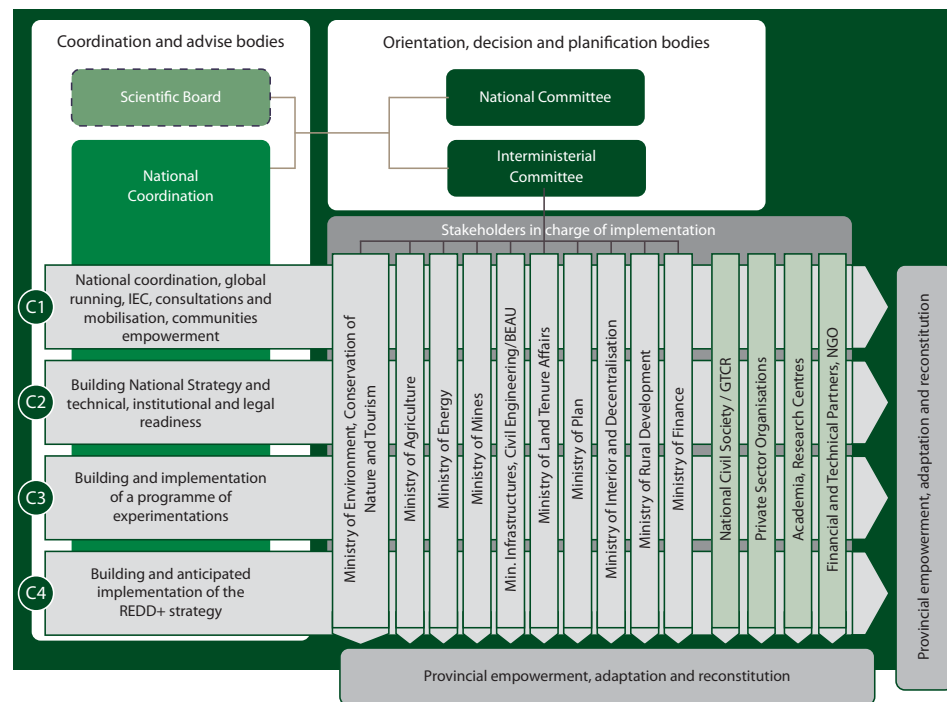 Coordination and advise bodies
Orientation, decision and planification bodies
Scientific Board
National Committee
National
Coordination
Interministerial
Committee
Stakeholders in charge of implementation
C1
National coordination, global
running, IEC, consultations and
mobilisation, communities
empowerment
C2
Building National Strategy and
technical, institutional and legal
readiness
C3
Building and implementation
of a programme of
experimentations
C4
Building and anticipated
implementation of the
REDD+ strategy
Ministry of Environment, Conservation of
Nature and Tourism
Ministry of Agriculture
Ministry of Energy
Ministry of Mines
Min. Infrastructures, Civil Engineering/BEAU
Ministry of Land Tenure Affairs
Ministry of Plan
Ministry of Interior and Decentralisation
Ministry of Rural Development
Ministry of Finance
National Civil Society / GTCR
Private Sector Organisations
Academia, Research Centres
Financial and Technical Partners, NGO
Provincial empowerment, adaptation and reconstitution
Provincial empowerment, adaptation and reconstitution